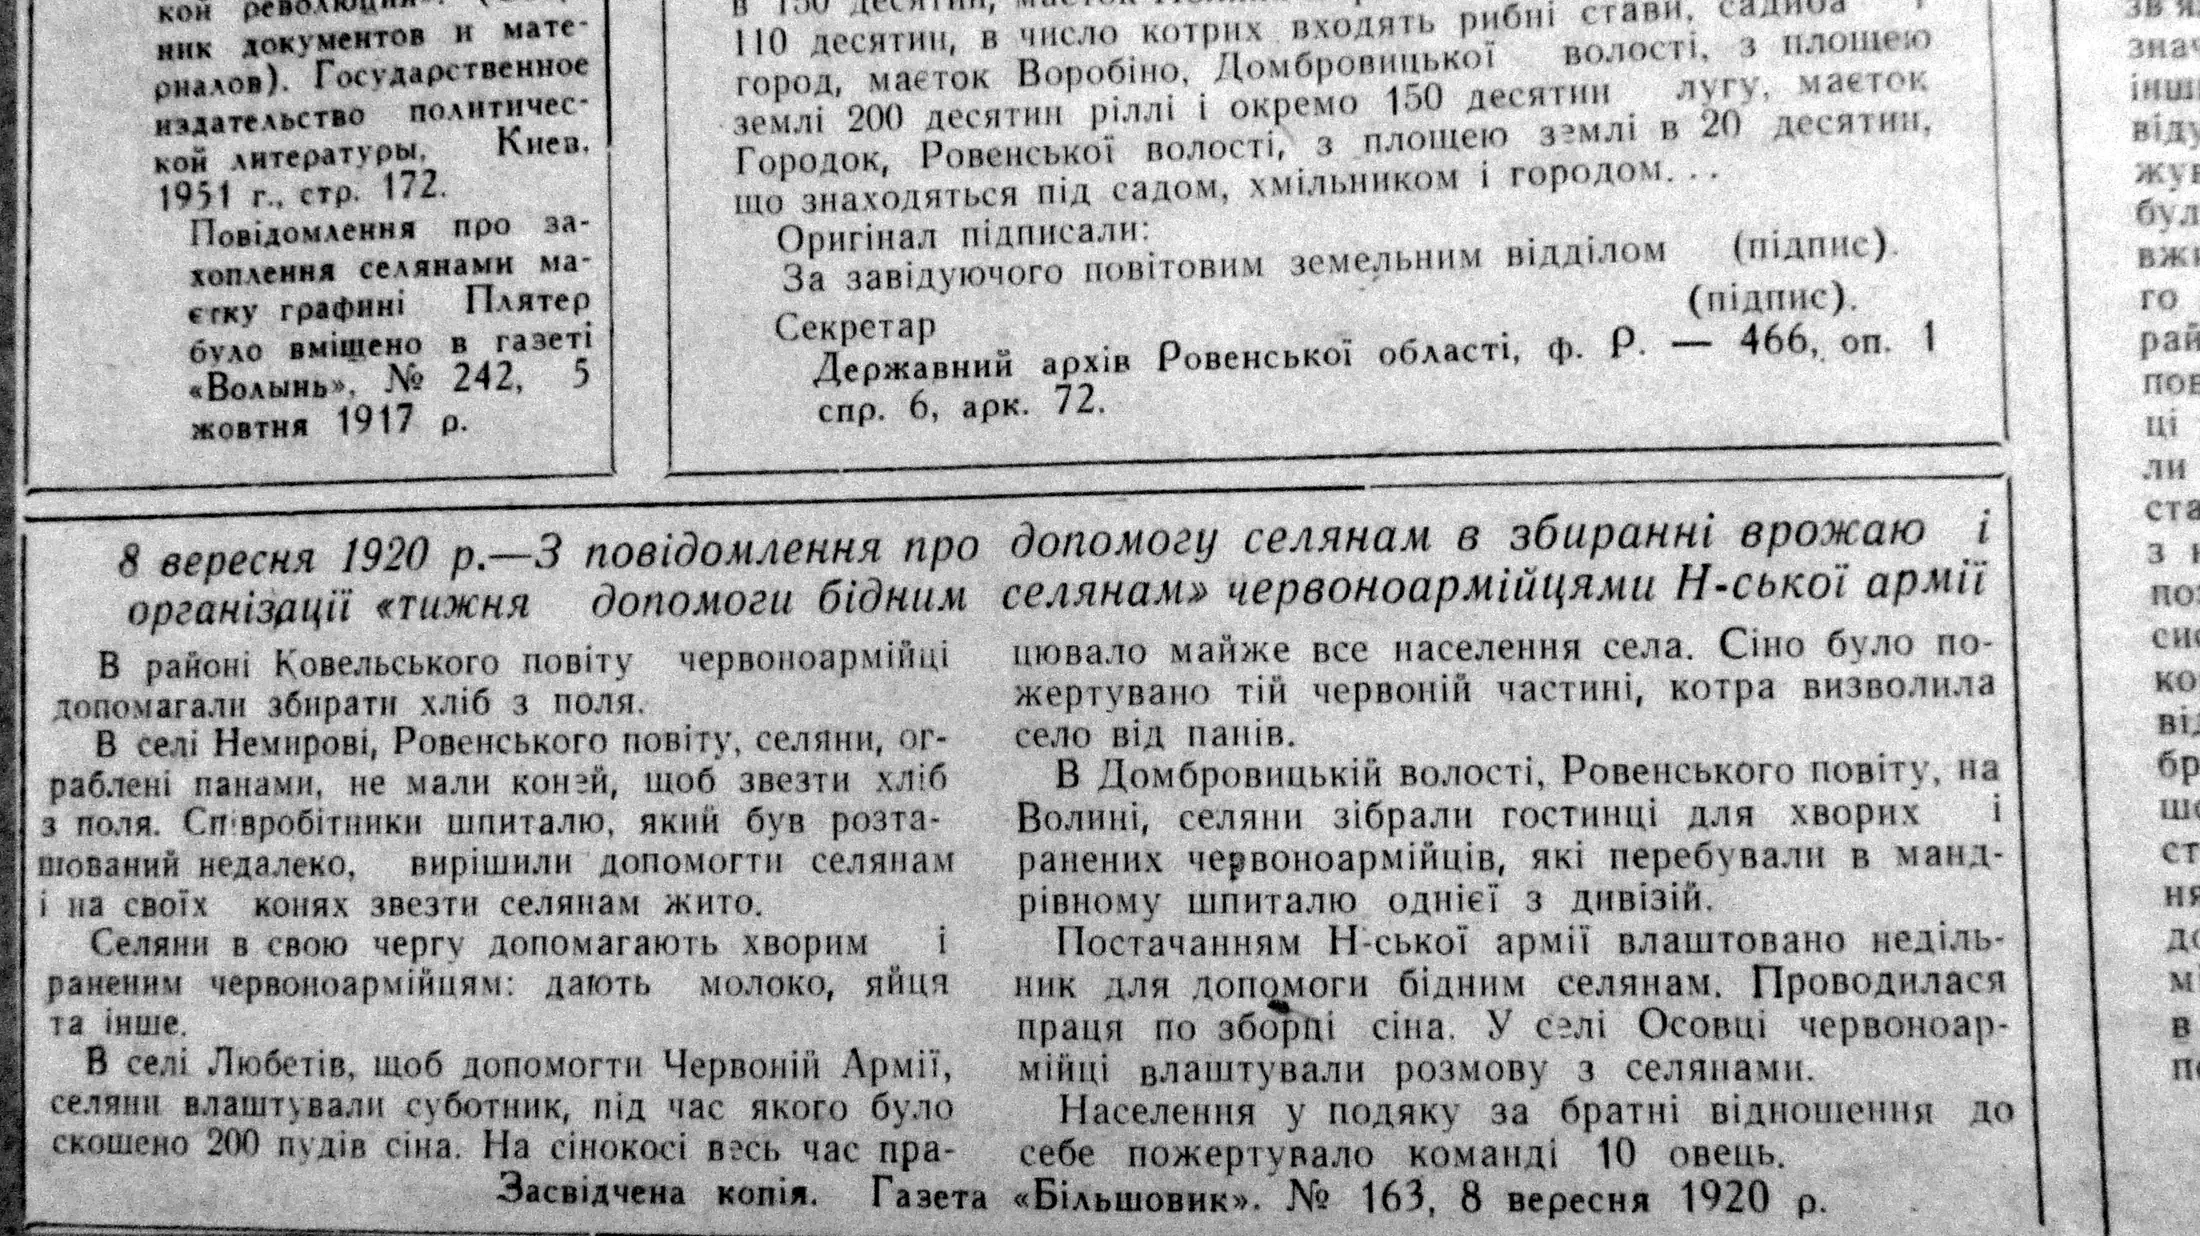 кой революции».
ник документов и мате-
риалов). Государственное
издательство политичес-
кой литературы, Киев,
1951 г., стр. 172.
Повідомлення про за-
хоплення селянами ма-
єтку графині Плятер
було вміщено в газеті
«Волынь», № 242, 5
жовтня 1917 р.
в 150 десятин, маєток
110 десятин, в число котрих входять рибні стави, садиба і
город, маєток Воробіно, Домбровицької волості, з площею
землі 200 десятин ріллі і окремо 150 десятин лугу, маєток
Городок, Ровенської волості, з площею землі в 20 десятин,
що знаходяться під садом, хмільником і городом...
Оригінал підписали:
За завідуючого повітовим земельним відділом (підпис).
Секретар (підпис).
Державний архів Ровенської області, ф. Р. — 466, оп. 1
спр. 6, арк. 72.
8 вересня 1920 р.—З повідомлення про допомогу селянам в збиранні врожаю і
організації «тижня допомоги бідним селянам» червоноармійцями Н-ської армії
В районі Ковельського повіту червоноармійці
допомагали збирати хліб з поля.
В селі Немирові, Ровенського повіту, селяни, ог-
раблені панами, не мали коней, щоб звезти хліб
з поля. Співробітники шпиталю, який був розта-
шований недалеко, вирішили допомогти селянам
і на своїх конях звезти селянам жито.
Селяни в свою чергу допомагають хворим і
раненим червоноармійцям: дають молоко, яйця
та інше.
В селі Любетів, щоб допомогти Червоній Армії,
селяни влаштували суботник, під час якого було
скошено 200 пудів сіна. На сінокосі весь час пра-
цювало майже все населення села. Сіно було по-
жертувано тій червоній частині, котра визволила
село від панів.
В Домбровицькій волості, Ровенського повіту, на
Волині, селяни зібрали гостинці для хворих і
ранених червоноармійців, які перебували в манд-
рівному шпиталю однієї з дивізій.
Постачанням Н-ської армії влаштовано неділь-
ник для допомоги бідним селянам. Проводилася
праця по зборці сіна. У селі Осовці червоноар-
мійці влаштували розмову з селянами.
Населення у подяку за братні відношення до
себе пожертувало команді 10 овець.
Засвідчена копія. Газета «Більшовик». № 163, 8 вересня 1920 р.